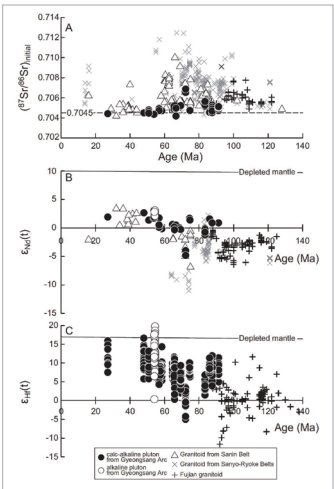 0.714
A
0.712
0.710
0.708
0.706
0.7045
0.704
0.702
(87Sr/86Sr)initial
0 20 40 60 80 100 120 140
Age (Ma)
10
B
Depleted mantle
5
0
-5
-10
-15
εNd(t)
20 40 60 80 100 120 140
Age (Ma)
20
C
Depleted mantle
15
10
5
0
-5
-10
-15
εHf(t)
20 40 60 80 100 120 140
Age (Ma)
calc-alkaline pluton
from Gyeongsang Arc
alkaline pluton
from Gyeongsang Arc
Granitoid from Sanin Belt
Granitoid from Sanyo-Ryoke Belts
Fujian granitoid